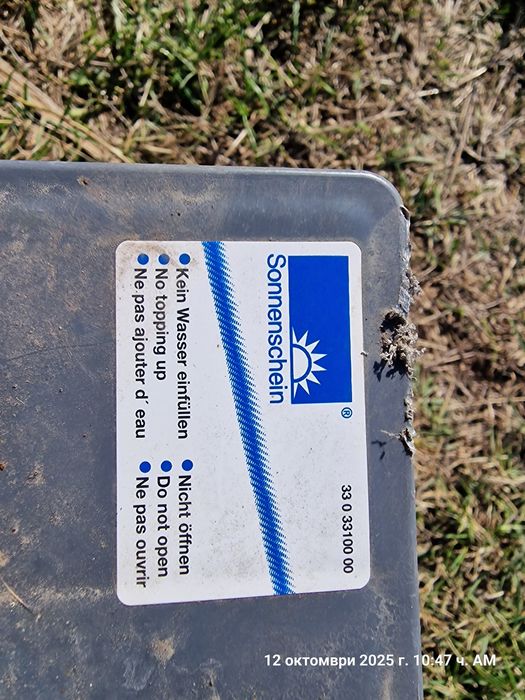 Sonnenschein
®
33 0 33100 00
● Kein Wasser einfüllen
● No topping up
● Ne pas ajouter d' eau
● Nicht öffnen
● Do not open
● Ne pas ouvrir
12 октомври 2025 г. 10:47 ч. AM